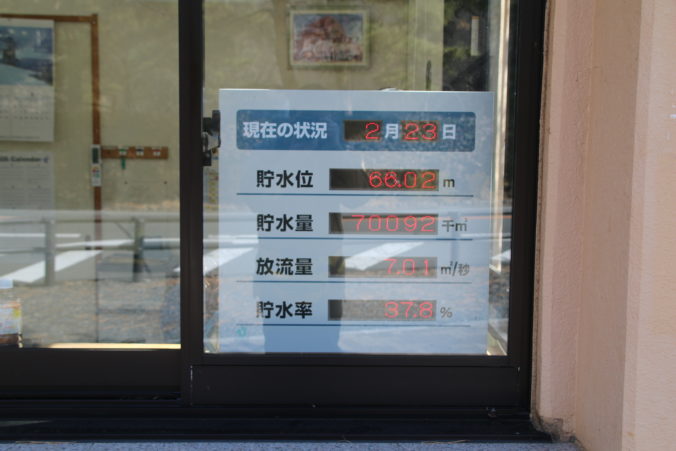 現在の状況 2月23日
貯水位 66.02 m
貯水量 70092 千㎥
放流量 7.01 ㎥/秒
貯水率 87.8 %